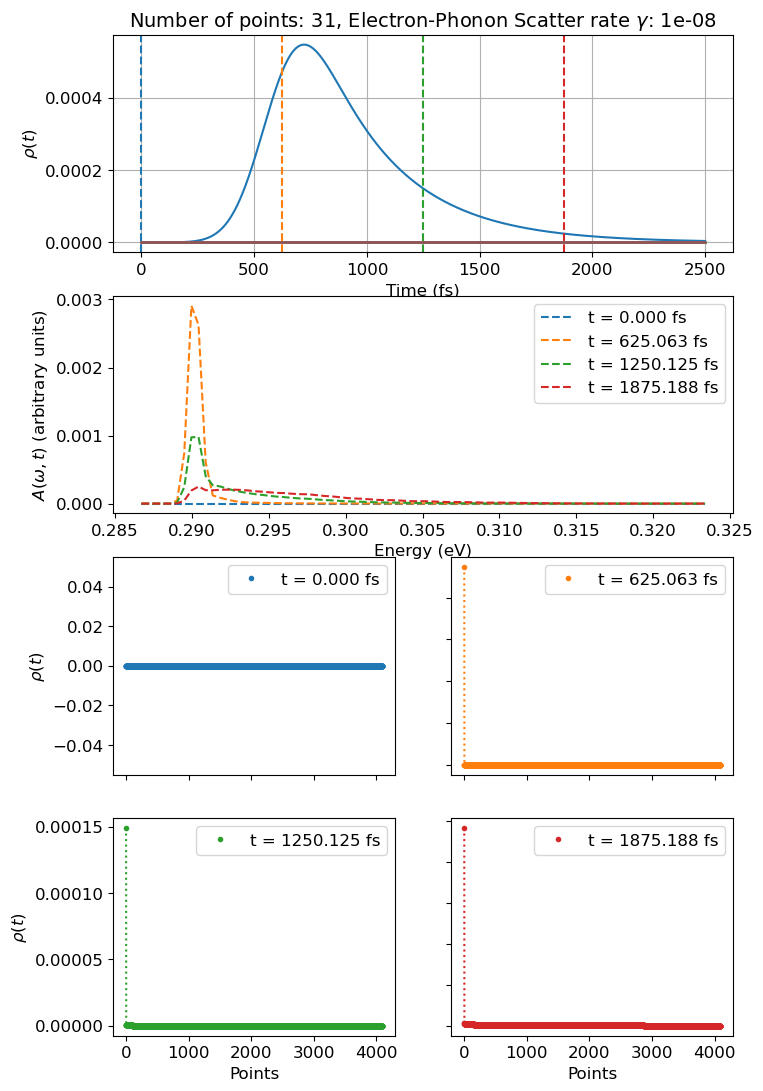 Number of points: 31, Electron-Phonon Scatter rate γ: 1e-08
0.0004
0.0002
0.0000
ρ(t)
0 500 1000 1500 2000 2500
Time (fs)
0.003
0.002
0.001
0.000
A(ω, t) (arbitrary units)
t = 0.000 fs
t = 625.063 fs
t = 1250.125 fs
t = 1875.188 fs
0.285 0.290 0.295 0.300 0.305 0.310 0.315 0.320 0.325
Energy (eV)
0.04
0.02
0.00
−0.02
−0.04
ρ(t)
t = 0.000 fs
t = 625.063 fs
0.00015
0.00010
0.00005
0.00000
ρ(t)
t = 1250.125 fs
0 1000 2000 3000 4000
Points
t = 1875.188 fs
0 1000 2000 3000 4000
Points